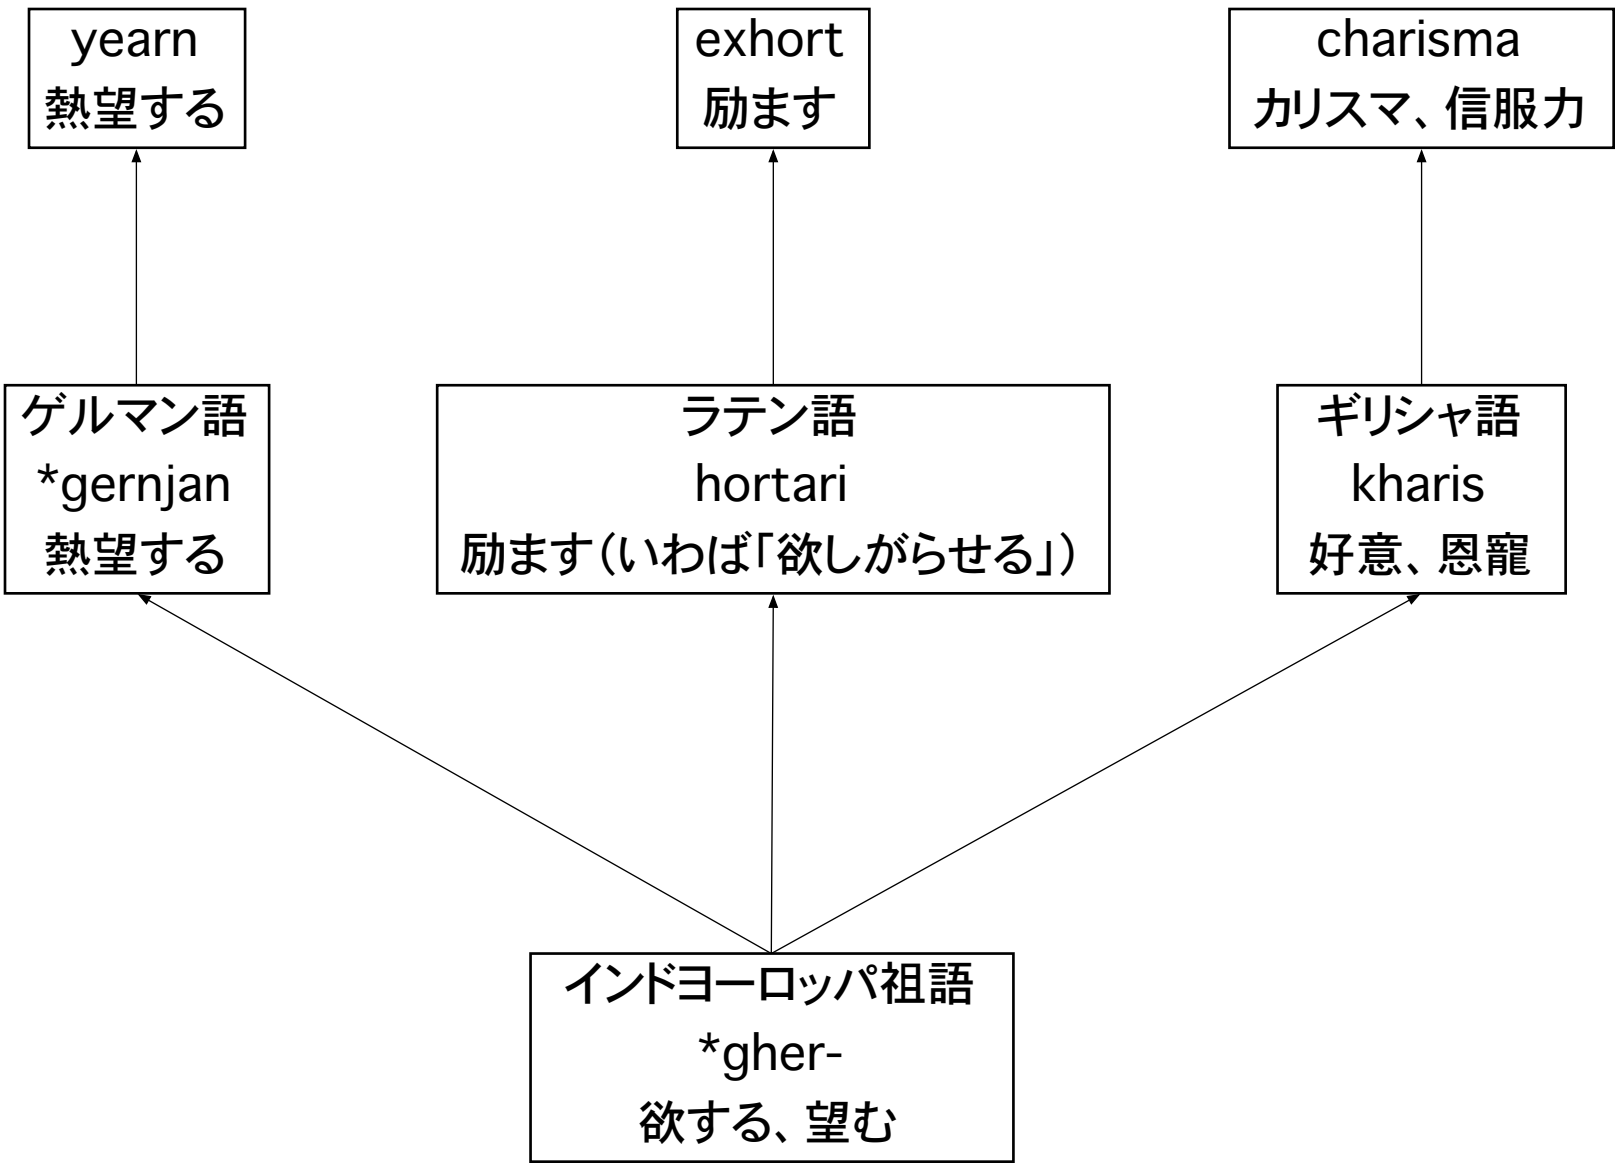 yearn
熱望する
exhort
励ます
charisma
カリスマ、信服力
ゲルマン語
*gernjan
熱望する
ラテン語
hortari
励ます（いわば「欲しがらせる」）
ギリシャ語
kharis
好意、恩寵
インドヨーロッパ祖語
*gher-
欲する、望む